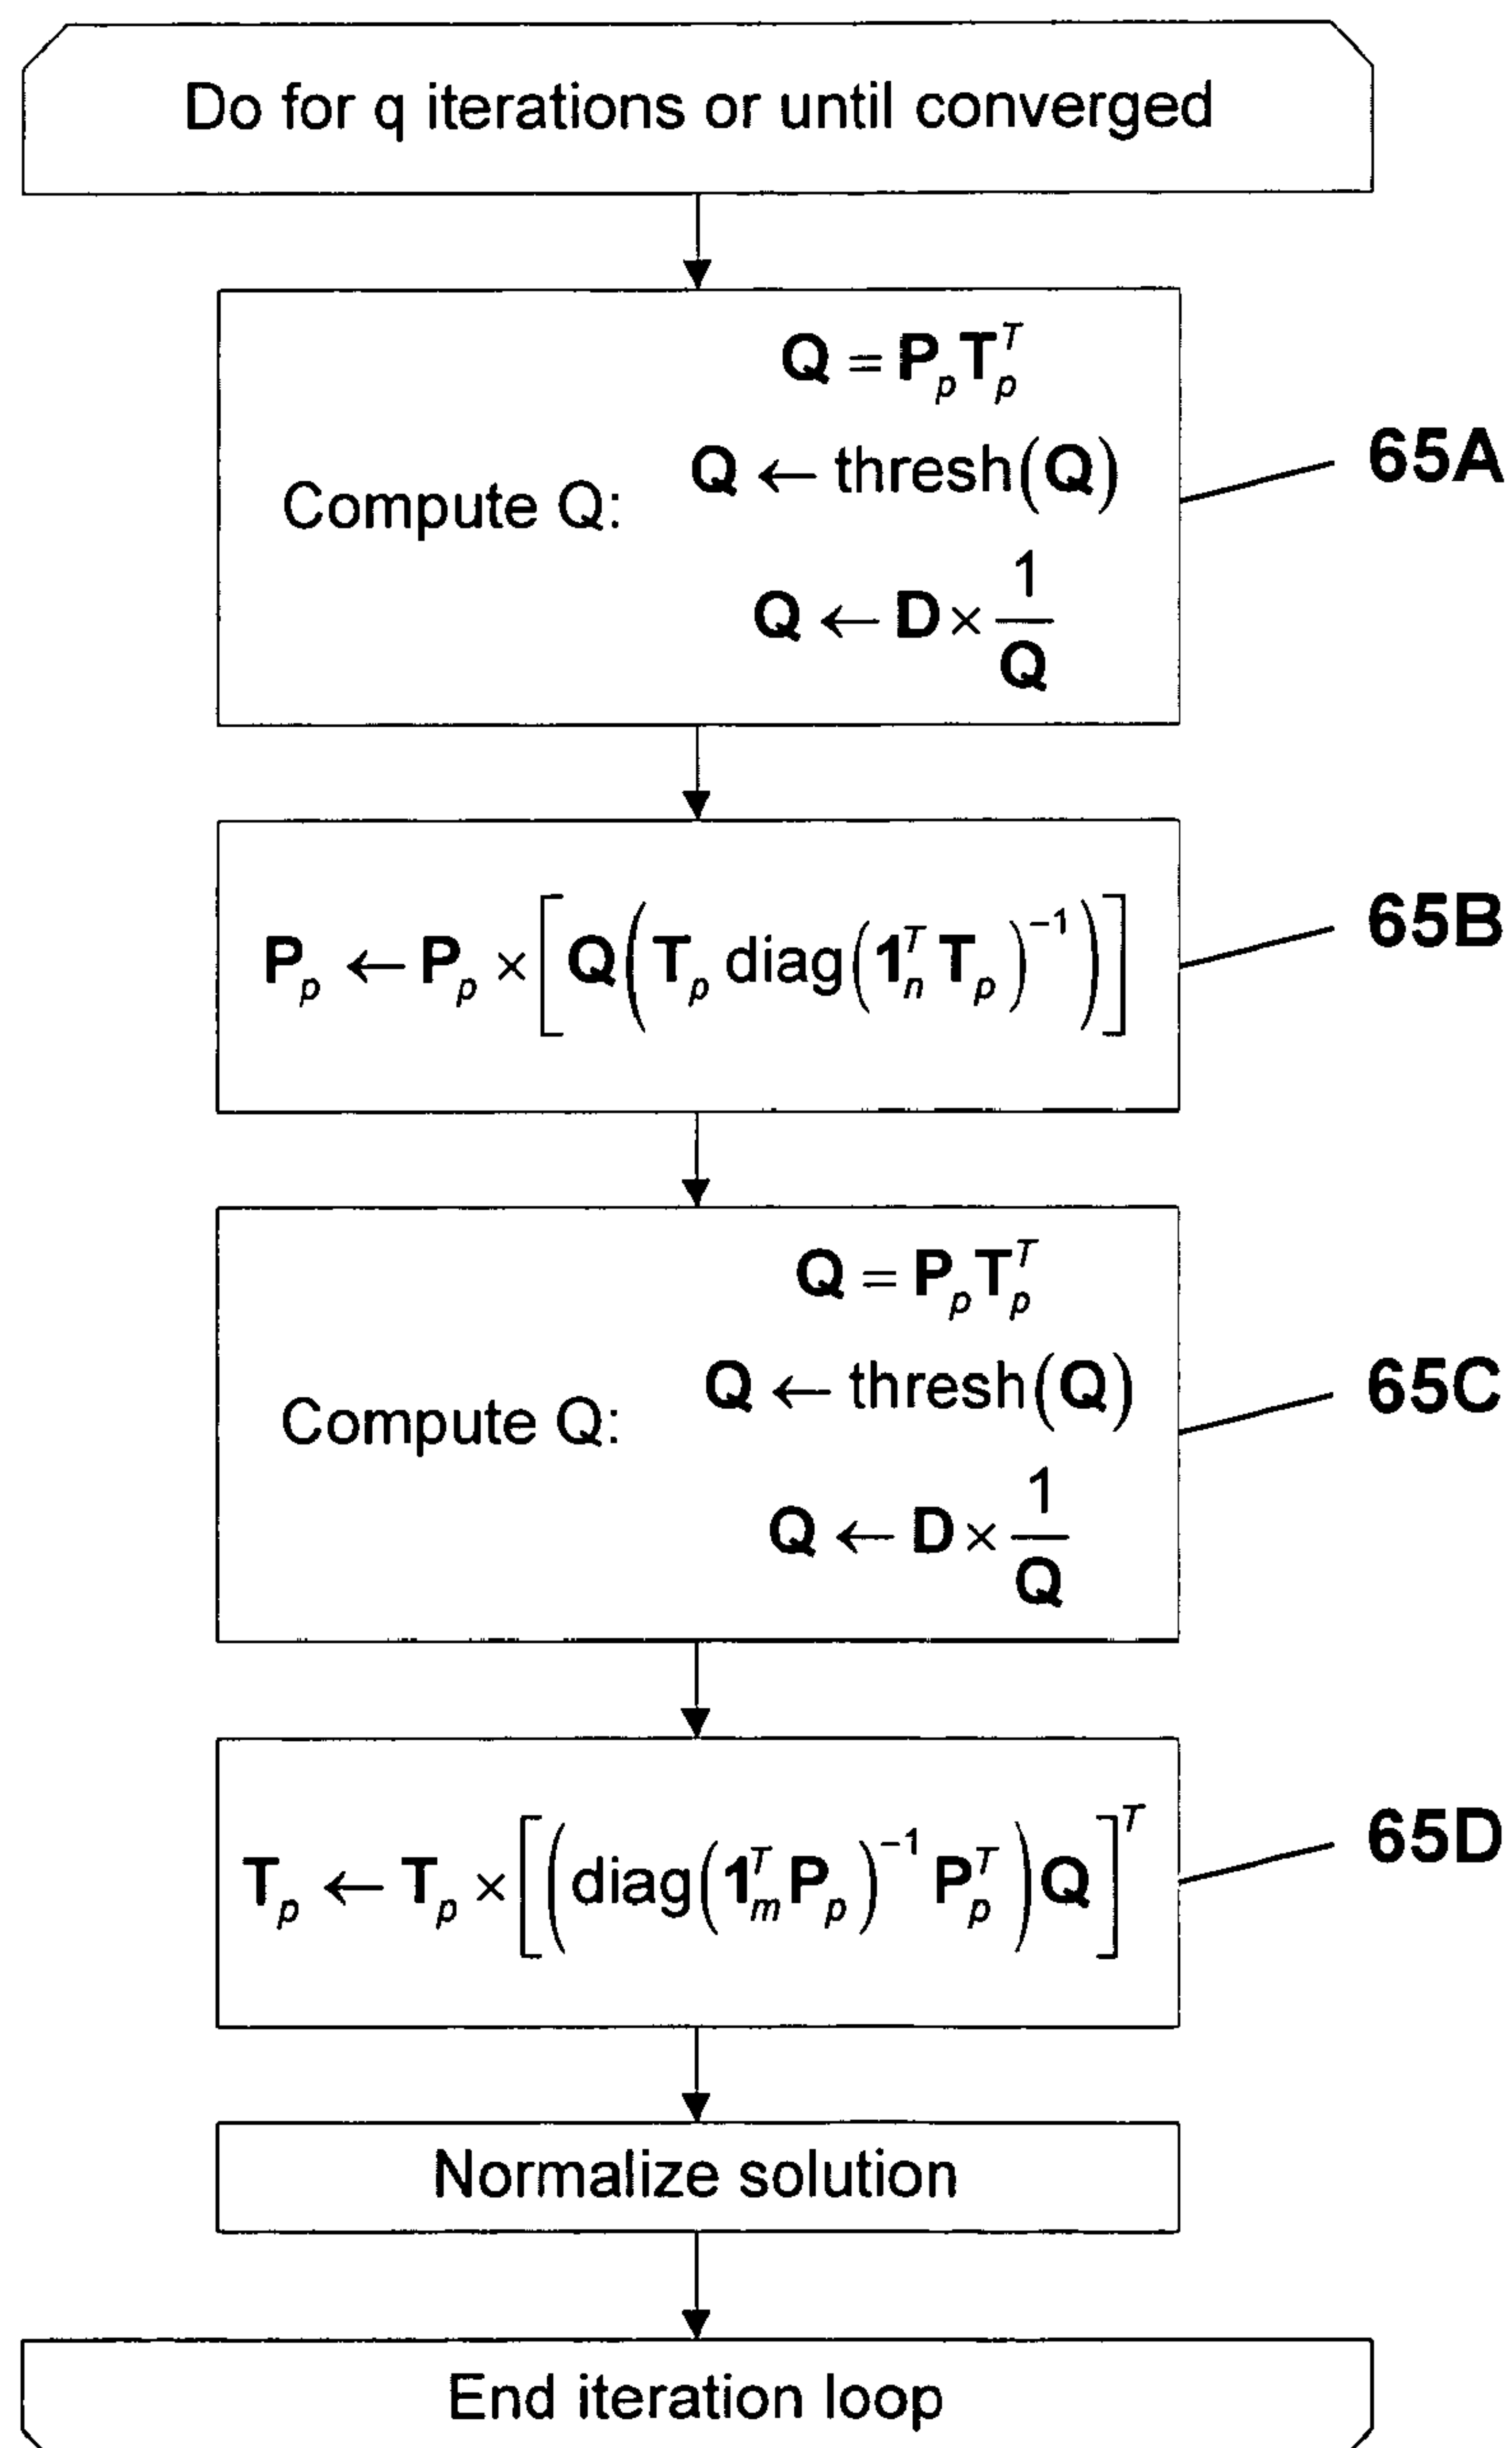 Do for q iterations or until converged
Q = P_p T_p^T
Q ← thresh(Q)
65A
Compute Q:
Q ← D × 1/Q
P_p ← P_p × [Q(T_p diag(1_n^T T_p)^{-1})]
65B
Q = P_p T_p^T
Q ← thresh(Q)
65C
Compute Q:
Q ← D × 1/Q
T_p ← T_p × [(diag(1_m^T P_p)^{-1} P_p^T)Q]^T
65D
Normalize solution
End iteration loop